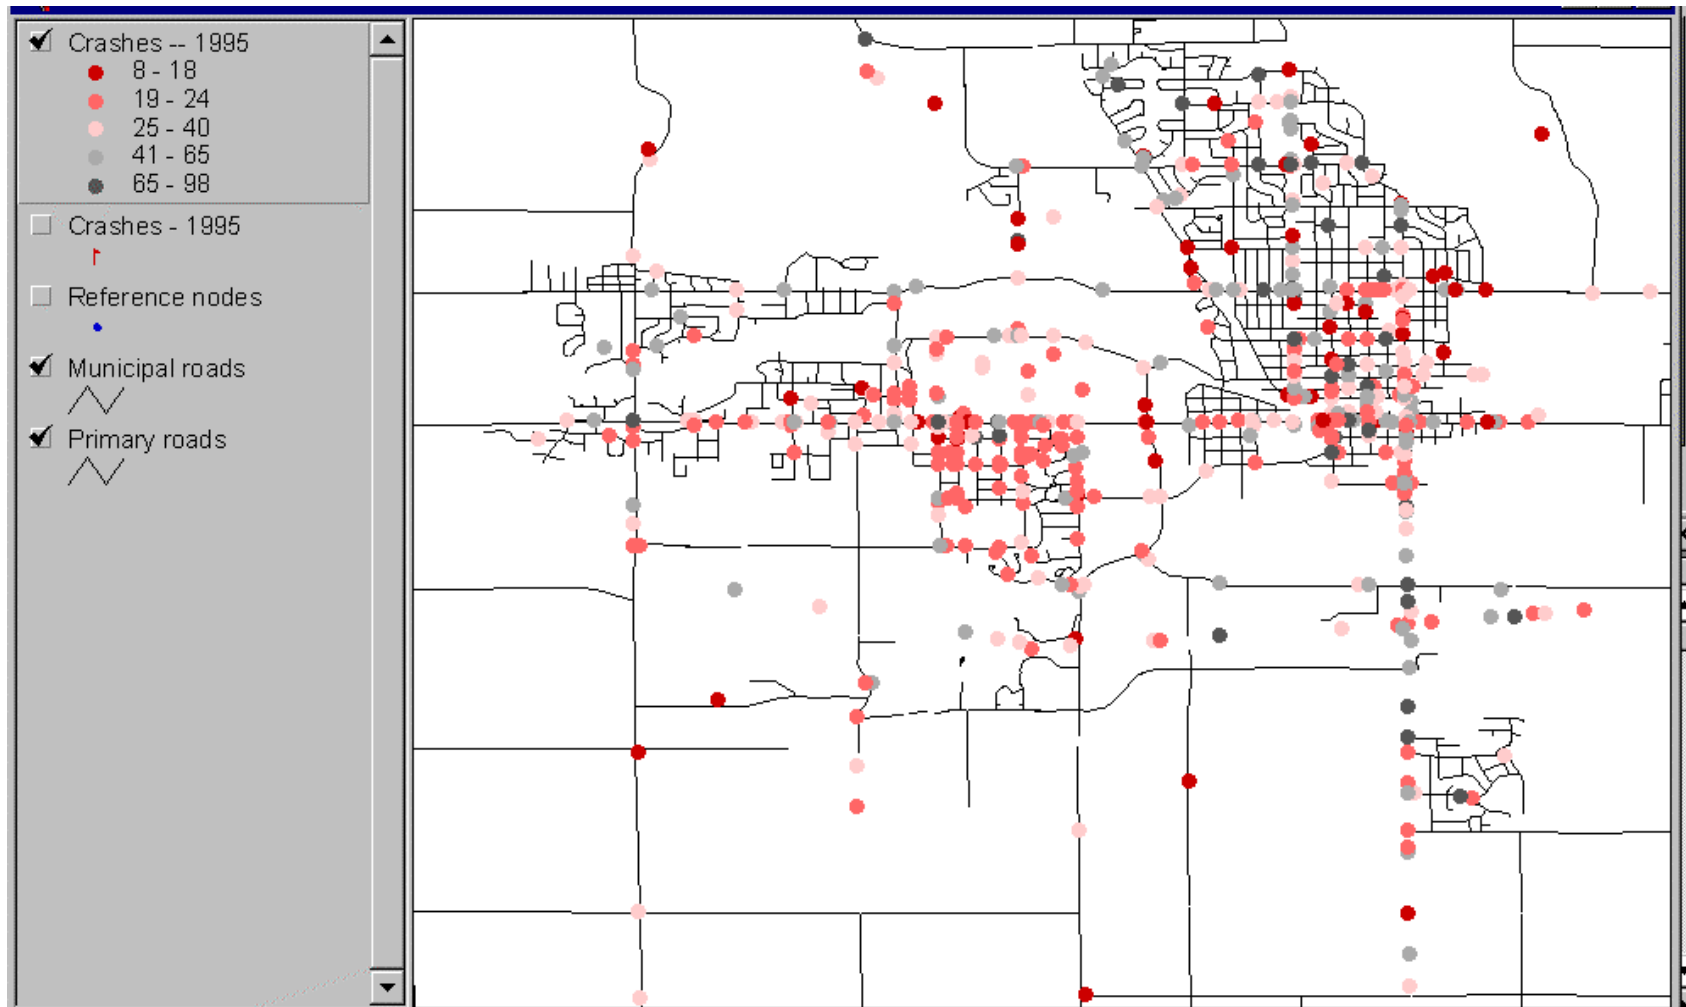 Crashes -- 1995
8 - 18
19 - 24
25 - 40
41 - 65
65 - 98
Crashes - 1995
Reference nodes
Municipal roads
Primary roads